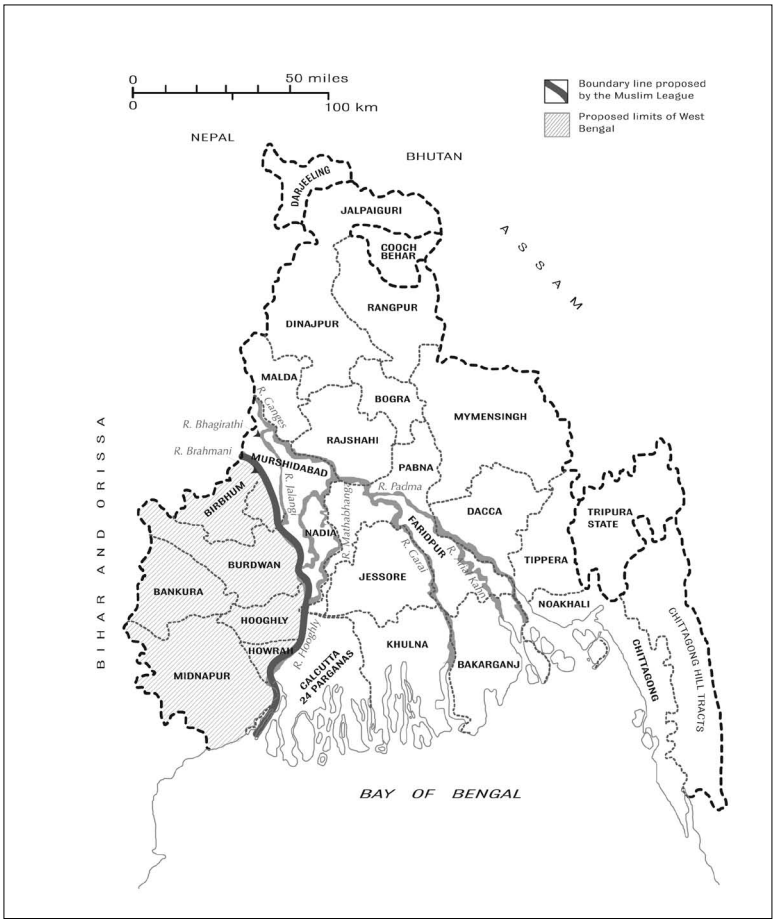 0 50 miles
0 100 km
Boundary line proposed
by the Muslim League
Proposed limits of West
Bengal
NEPAL
BHUTAN
ASSAM
DARJEELING
JALPAIGURI
COOCH
BEHAR
RANGPUR
DINAJPUR
MALDA
BOGRA
MYMENSINGH
R. Ganges
R. Bhagirathi
RAJSHAHI
R. Brahmani
MURSHIDABAD
PABNA
R. Jalangi
R. Padma
BIHAR AND ORISSA
BIRBHUM
R. Mathabhanga
DACCA
TRIPURA
STATE
FARIDPUR
NADIA
R. Garai
BURDWAN
TIPPERA
JESSORE
BANKURA
NOAKHALI
HOOGHLY
R. Hooghly
HOWRAH
KHULNA
BAKARGANJ
MIDNAPUR
CALCUTTA
24 PARGANAS
CHITTAGONG
CHITTAGONG HILL TRACTS
BAY OF BENGAL